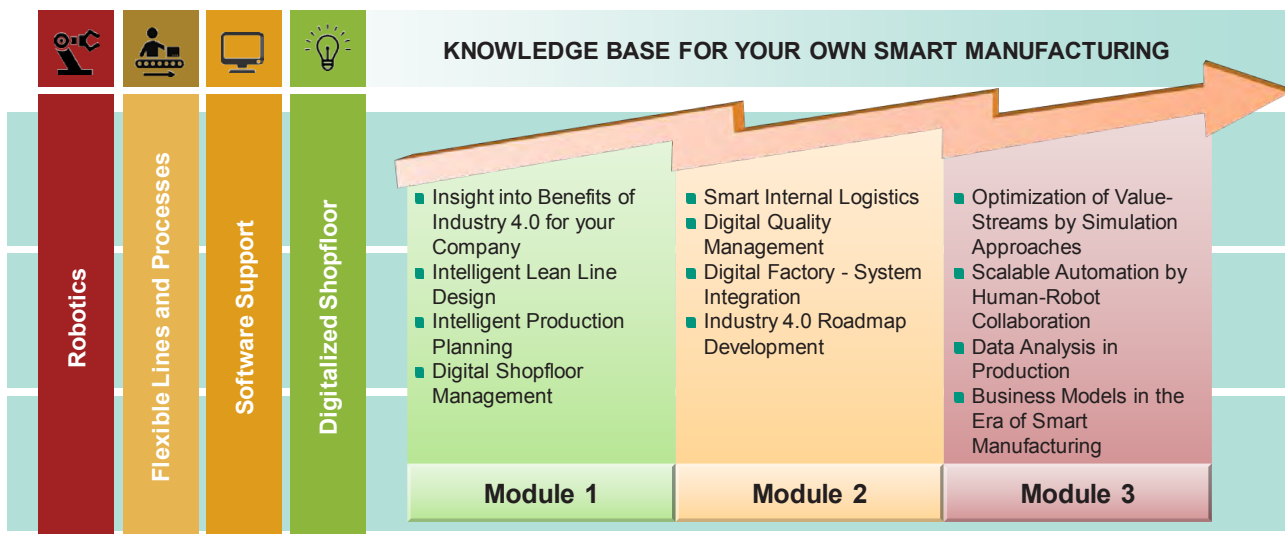 KNOWLEDGE BASE FOR YOUR OWN SMART MANUFACTURING
Robotics
Flexible Lines and Processes
Software Support
Digitalized Shopfloor
Insight into Benefits of
Industry 4.0 for your
Company
Intelligent Lean Line
Design
Intelligent Production
Planning
Digital Shopfloor
Management
Module 1
Smart Internal Logistics
Digital Quality
Management
Digital Factory - System
Integration
Industry 4.0 Roadmap
Development
Module 2
Optimization of Value-
Streams by Simulation
Approaches
Scalable Automation by
Human-Robot
Collaboration
Data Analysis in
Production
Business Models in the
Era of Smart
Manufacturing
Module 3